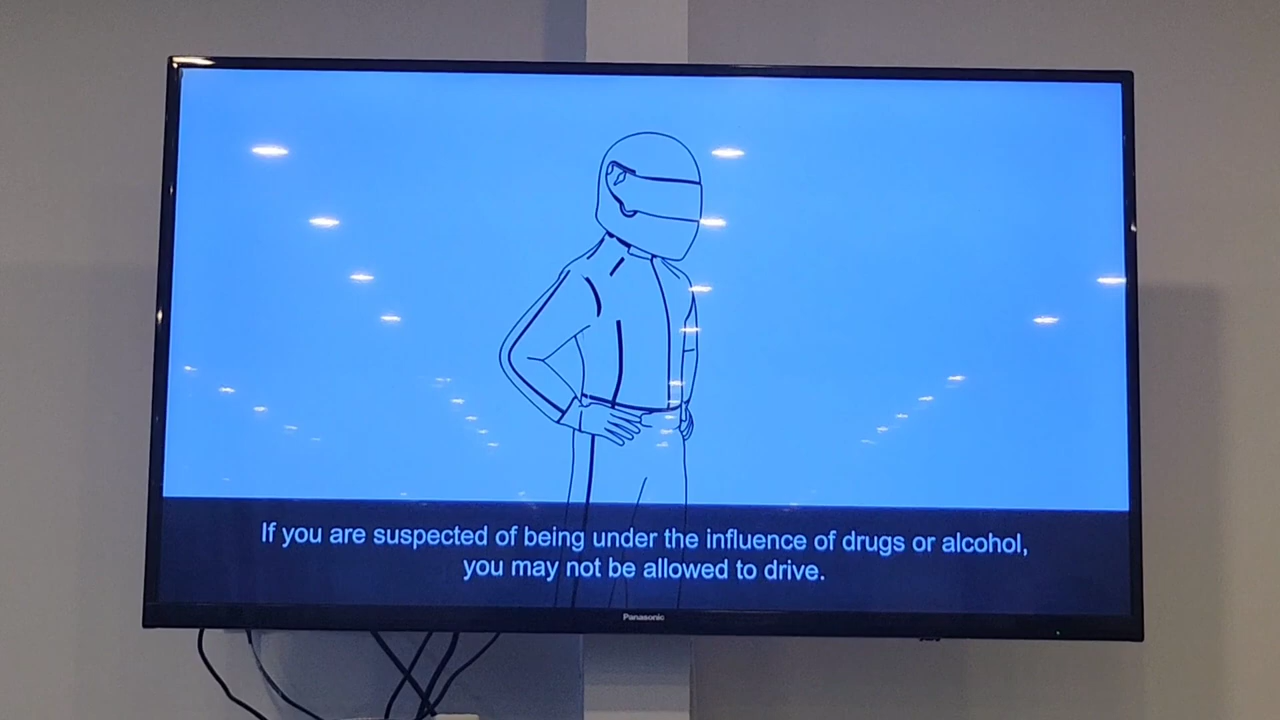 If you are suspected of being under the influence of drugs or alcohol,
you may not be allowed to drive.
Panasonic